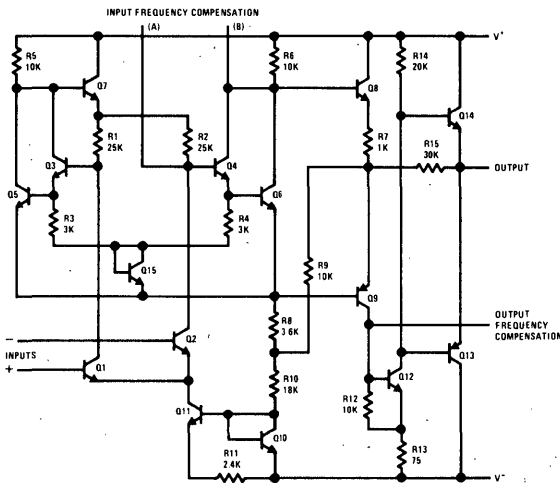 INPUT FREQUENCY COMPENSATION
(A) (B)
V+
R5
10K
R6
10K
R14
20K
Q7
Q8
Q14
R1
25K
R2
25K
R7
1K
R15
30K
OUTPUT
Q3
Q4
Q5
Q6
R3
3K
R4
3K
R9
10K
Q15
Q9
R8
3.6K
OUTPUT
FREQUENCY
COMPENSATION
−
Q2
INPUTS
+
Q1
R10
18K
Q12
Q13
R12
10K
Q11
Q10
R11
2.4K
R13
75
V−